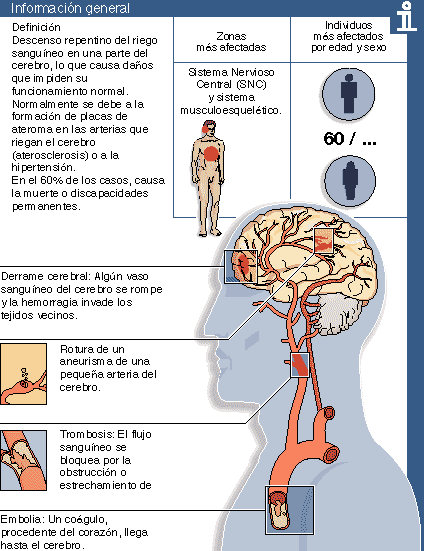 Información general
Definición
Descenso repentino del riego
sanguíneo en una parte del
cerebro, lo que causa daños
que impiden su
funcionamiento normal.
Normalmente se debe a la
formación de placas de
ateroma en las arterias que
riegan el cerebro
(aterosclerosis) o a la
hipertensión.
En el 60% de los casos, causa
la muerte o discapacidades
permanentes.
Zonas
más afectadas
Sistema Nervioso
Central (SNC)
y sistema
musculoesquelético.
Individuos
más afectados
por edad y sexo
60 / ...
Derrame cerebral: Algún vaso
sanguíneo del cerebro se rompe
y la hemorragia invade los
tejidos vecinos.
Rotura de un
aneurisma de una
pequeña arteria del
cerebro.
Trombosis: El flujo
sanguíneo se
bloquea por la
obstrucción o
estrechamiento de
Embolia: Un coágulo,
procedente del corazón, llega
hasta el cerebro.